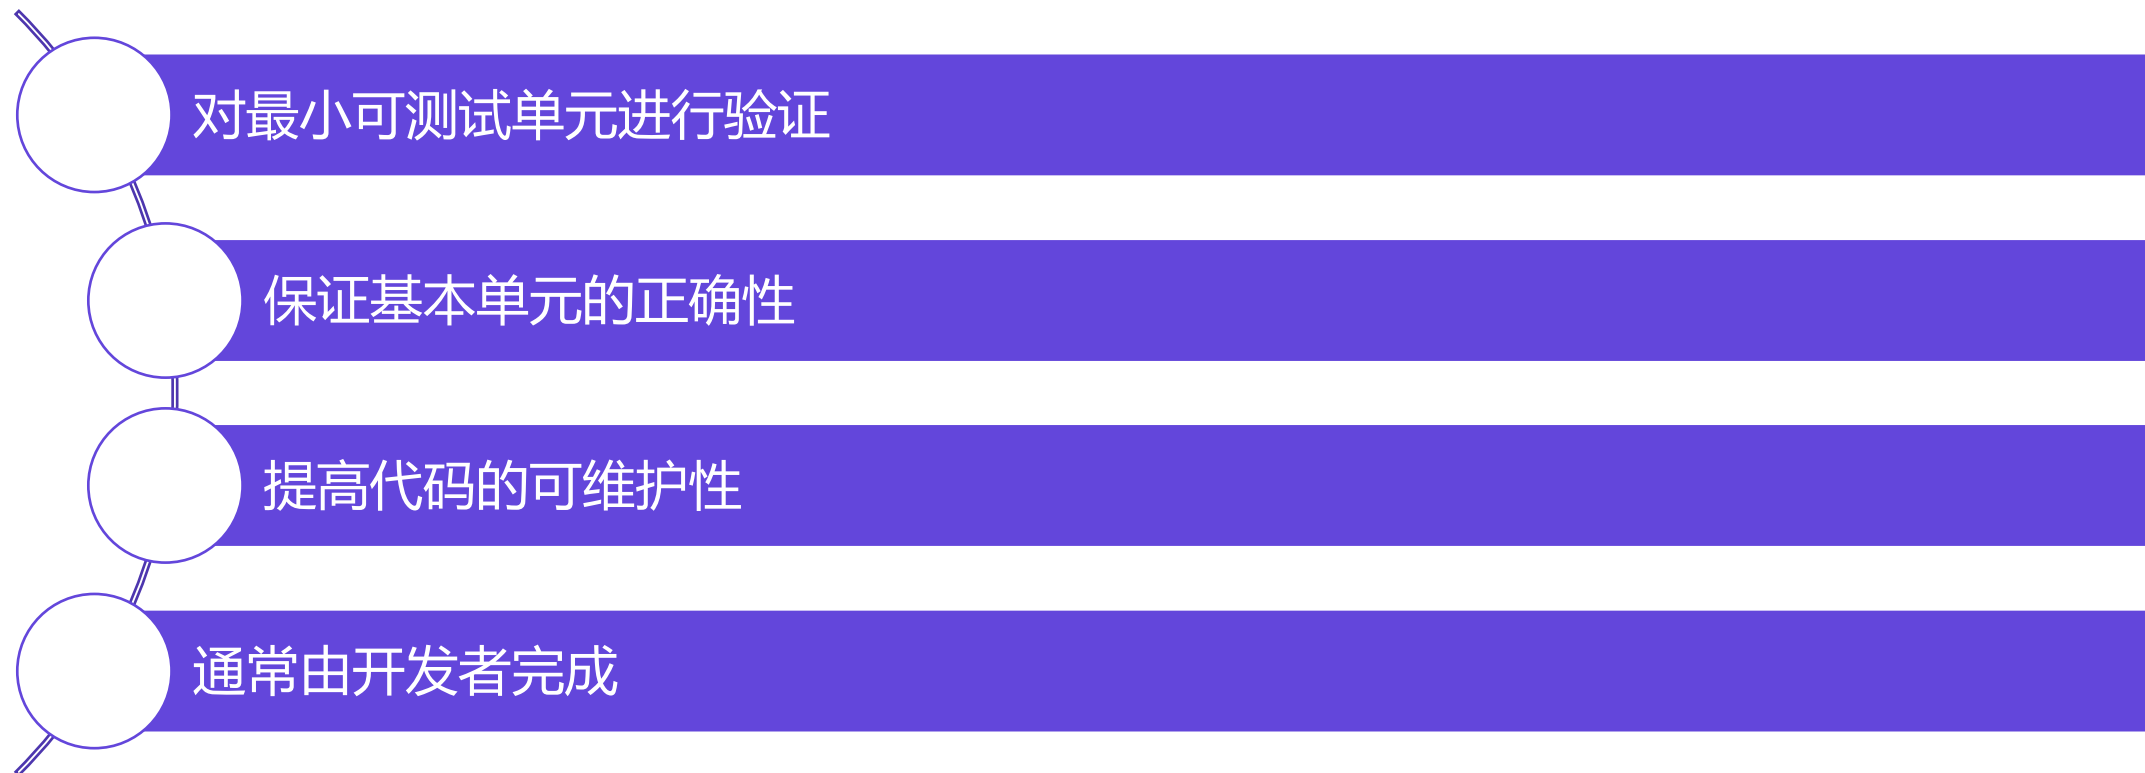 对最小可测试单元进行验证
保证基本单元的正确性
提高代码的可维护性
通常由开发者完成